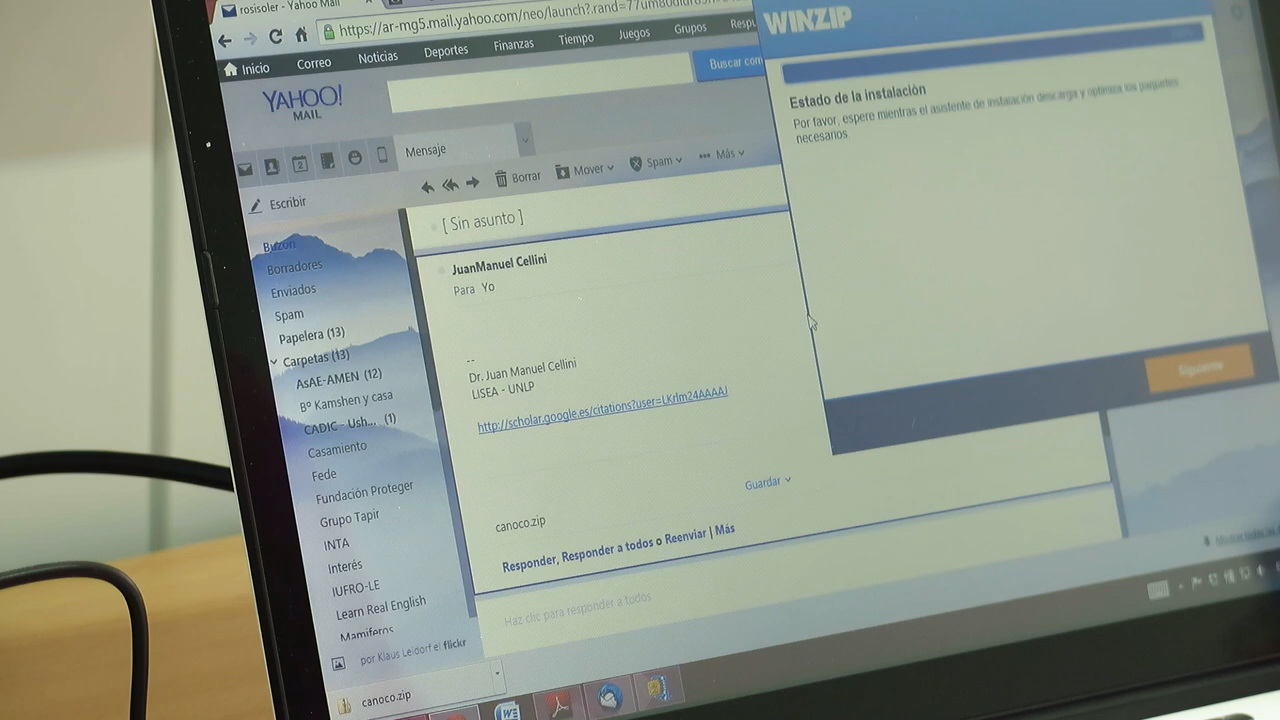 rosisoler - Yahoo Mail
https://ar-mg5.mail.yahoo.com/neo/launch?.rand=
Inicio Correo Noticias Deportes Finanzas Tiempo Juegos Grupos
YAHOO!
MAIL
Buscar
Mensaje
Escribir
Borrar Mover Spam Más
Buzón
Borradores
Enviados
Spam
Papelera (13)
Carpetas (13)
AsAE-AMEN (12)
Bº Kamshen y casa
CADIC - Ush... (1)
Casamiento
Fede
Fundación Proteger
Grupo Tapir
INTA
Interés
IUFRO-LE
Learn Real English
Mamiferos
por Klaus Leidorf el flickr
[ Sin asunto ]
JuanManuel Cellini
Para Yo
--
Dr. Juan Manuel Cellini
LISEA - UNLP
http://scholar.google.es/citations?user=LKrlm24AAAAJ
Guardar
canoco.zip
Responder, Responder a todos o Reenviar | Más
Haz clic para responder a todos
canoco.zip
WINZIP
Estado de la instalación
Por favor, espere mientras el asistente de instalación descarga y optimiza los paquetes
necesarios
Siguiente